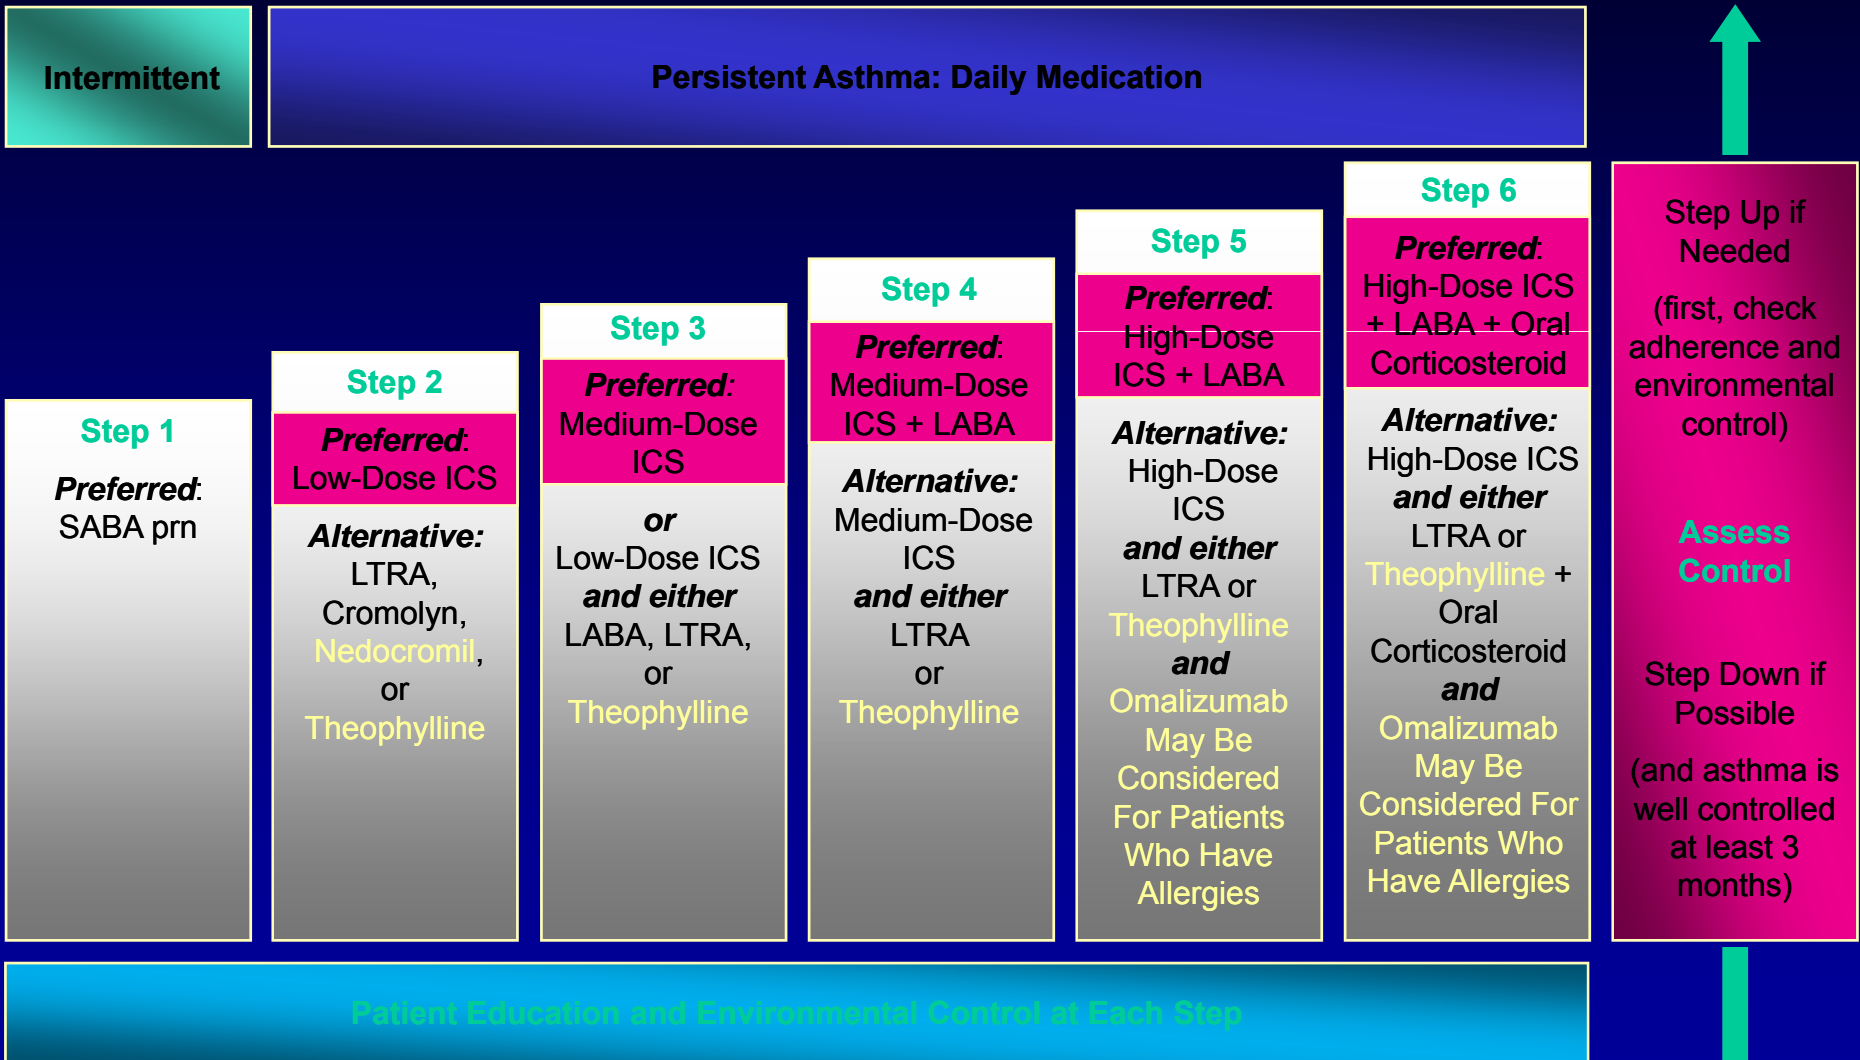 Intermittent
Persistent Asthma: Daily Medication
Step 1
Preferred:
SABA prn
Step 2
Preferred:
Low-Dose ICS
Alternative:
LTRA,
Cromolyn,
Nedocromil,
or
Theophylline
Step 3
Preferred:
Medium-Dose
ICS
or
Low-Dose ICS
and either
LABA, LTRA,
or
Theophylline
Step 4
Preferred:
Medium-Dose
ICS + LABA
Alternative:
Medium-Dose
ICS
and either
LTRA
or
Theophylline
Step 5
Preferred:
High-Dose
ICS + LABA
Alternative:
High-Dose
ICS
and either
LTRA or
Theophylline
and
Omalizumab
May Be
Considered
For Patients
Who Have
Allergies
Step 6
Preferred:
High-Dose ICS
+ LABA + Oral
Corticosteroid
Alternative:
High-Dose ICS
and either
LTRA or
Theophylline +
Oral
Corticosteroid
and
Omalizumab
May Be
Considered For
Patients Who
Have Allergies
Step Up if
Needed
(first, check
adherence and
environmental
control)
Assess
Control
Step Down if
Possible
(and asthma is
well controlled
at least 3
months)
Patient Education and Environmental Control at Each Step